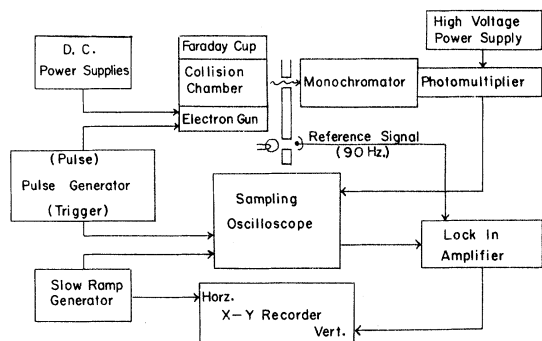 High Voltage
Power Supply
D. C.
Power Supplies
Faraday Cup
Collision
Chamber
Electron Gun
Monochromator
Photomultiplier
Reference Signal
(90 Hz.)
(Pulse)
Pulse Generator
(Trigger)
Sampling
Oscilloscope
Lock In
Amplifier
Slow Ramp
Generator
Horz.
X-Y Recorder
Vert.